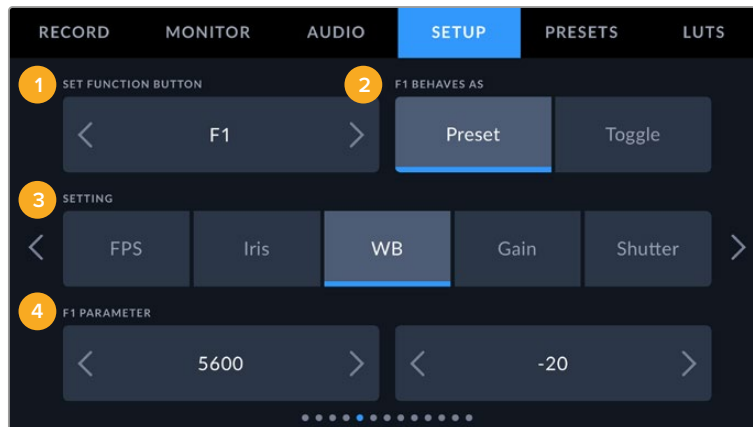 RECORD MONITOR AUDIO SETUP PRESETS LUTS
1 SET FUNCTION BUTTON 2 F1 BEHAVES AS
F1 Preset Toggle
3 SETTING
FPS Iris WB Gain Shutter
4 F1 PARAMETER
5600 -20